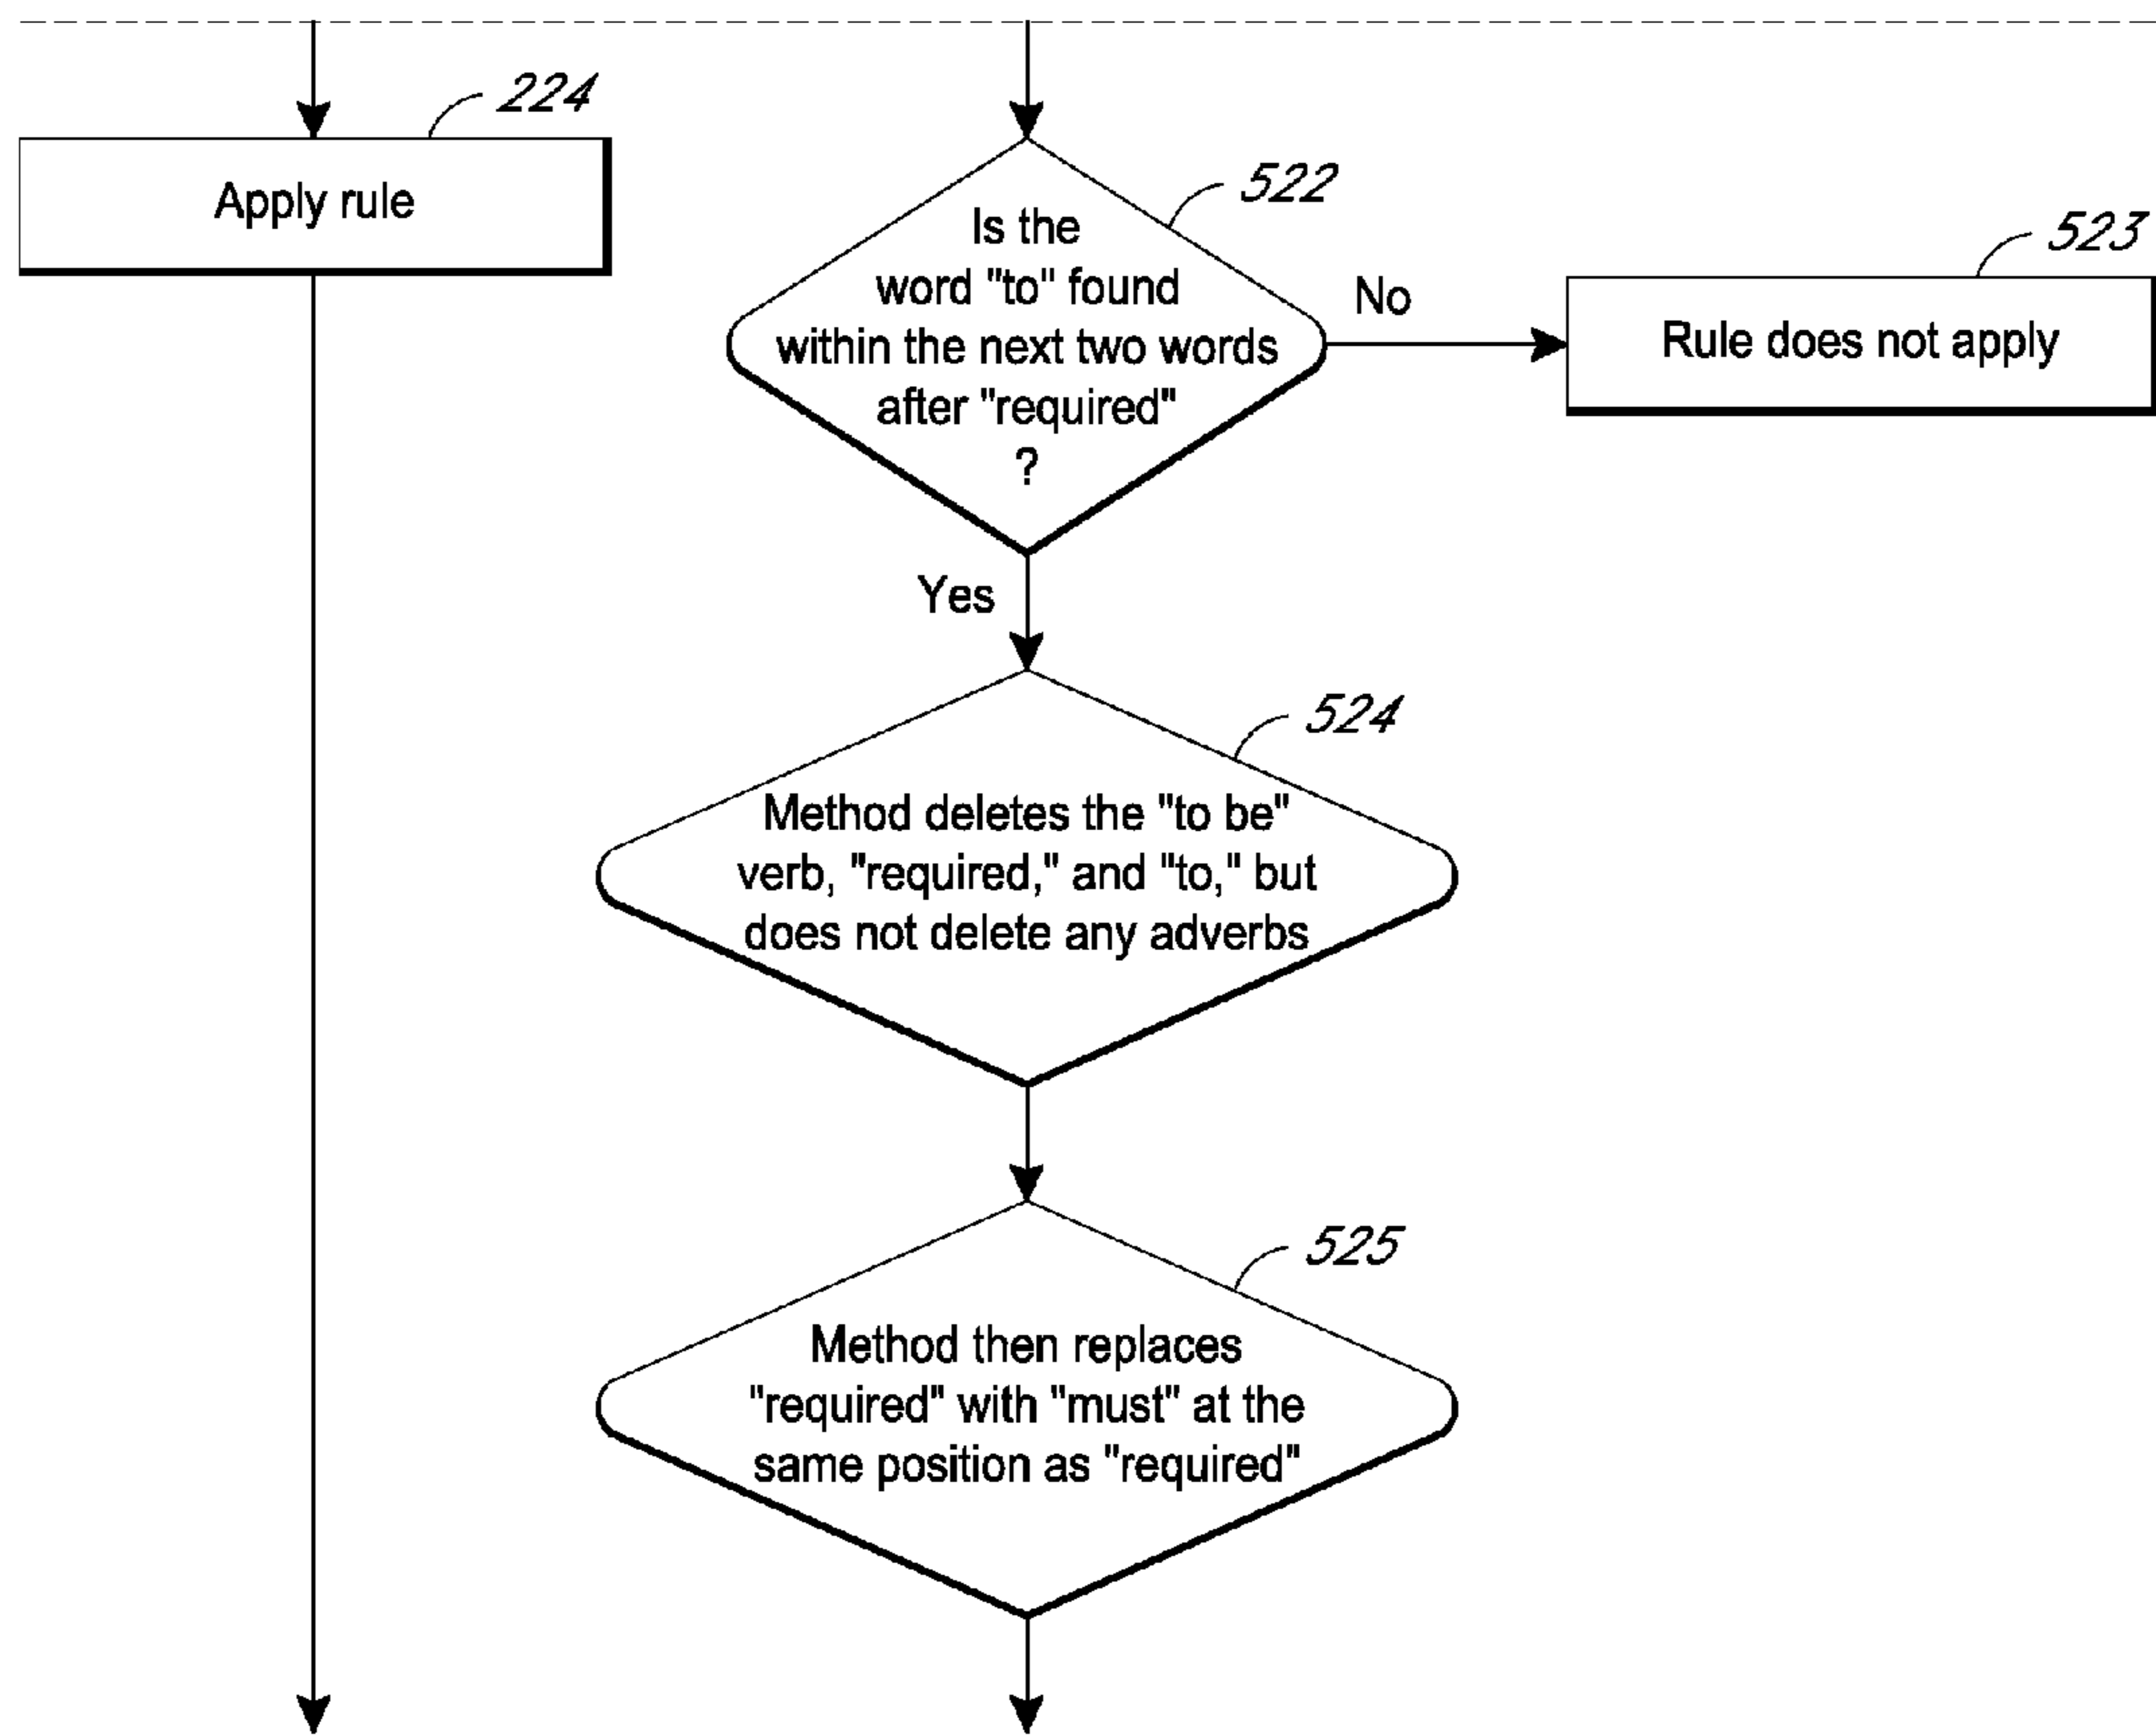 224
Apply rule
522
Is the
word "to" found
within the next two words
after "required"
?
No
523
Rule does not apply
Yes
524
Method deletes the "to be"
verb, "required," and "to," but
does not delete any adverbs
525
Method then replaces
"required" with "must" at the
same position as "required"